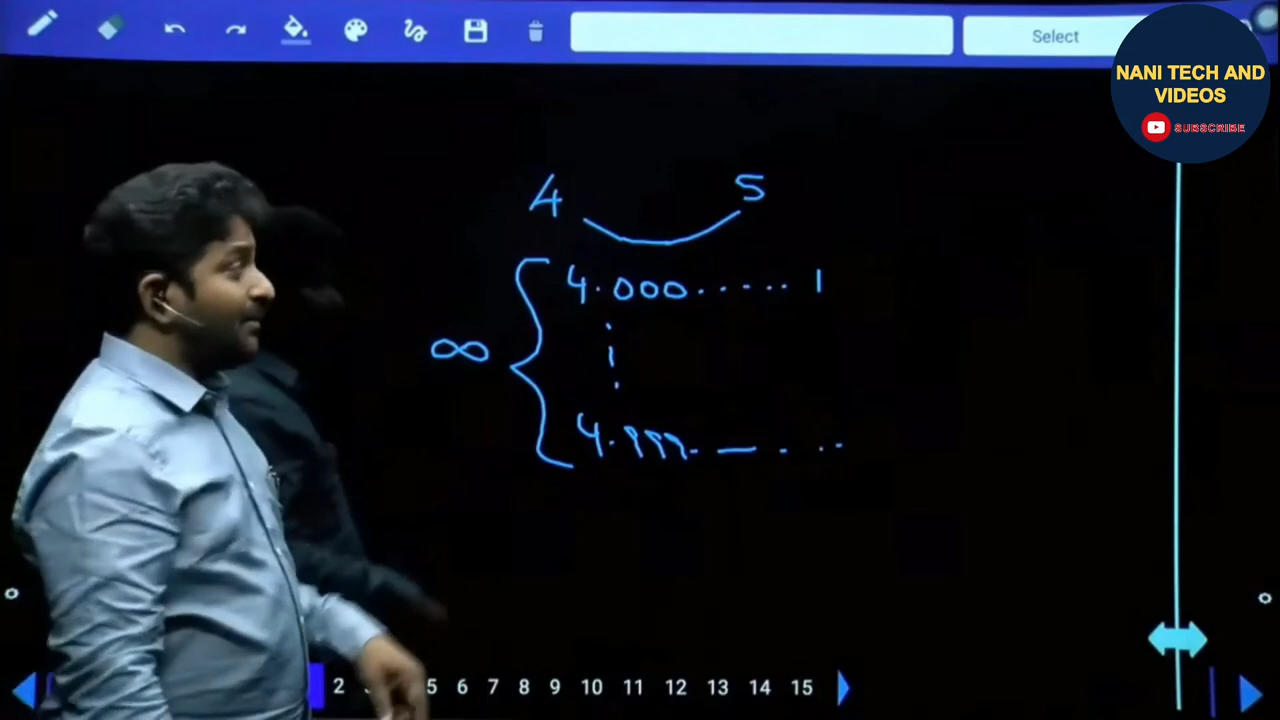 Select
NANI TECH AND
VIDEOS
SUBSCRIBE
4 5
4.000...... 1
∞
4.999. — . ..
2 5 6 7 8 9 10 11 12 13 14 15